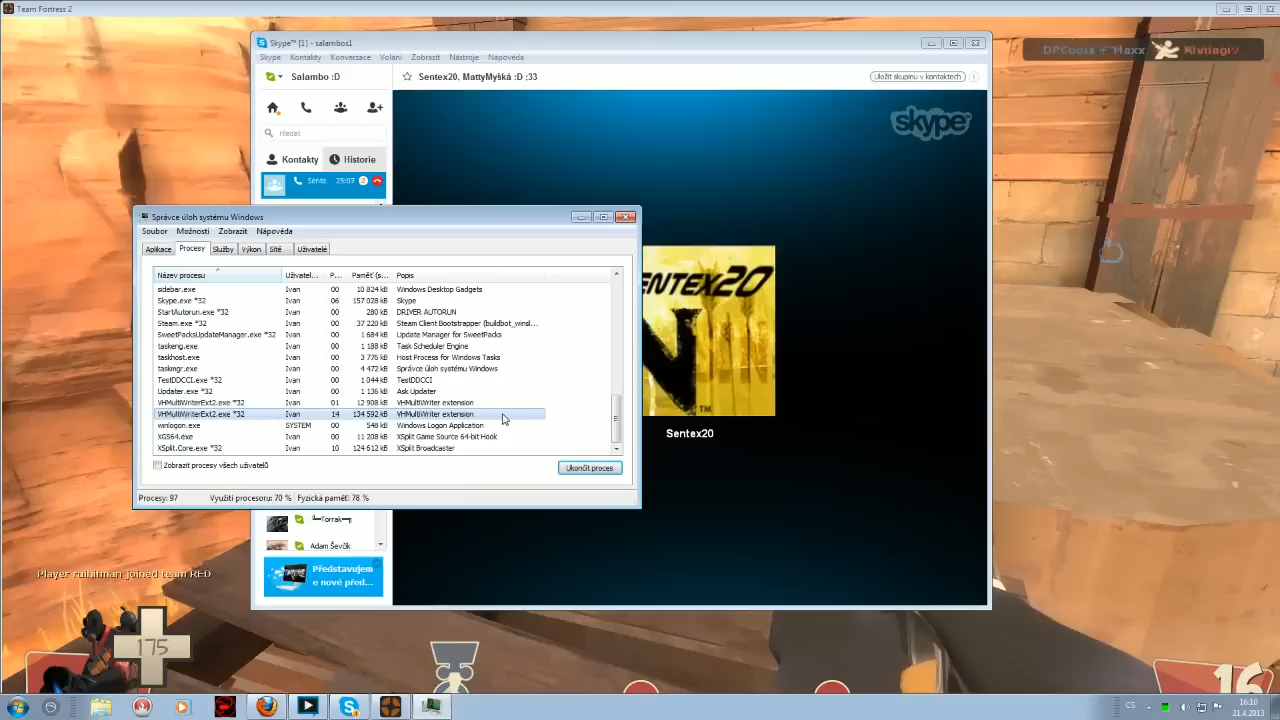 Team Fortress 2
Skype™ [1] - salambos1
Skype Kontakty Konverzace Volání Zobrazit Nástroje Nápověda
Salambo :D
Sentex20, MattyMyšká :D ;33
Uložit skupinu v kontaktech
skype
Hledat
Kontakty
Historie
Sente.
25:07
2
Správce úloh systému Windows
Soubor Možnosti Zobrazit Nápověda
Aplikace Procesy Služby Výkon Sítě Uživatelé
Název procesu Uživatel... P... Paměť (s... Popis
sidebar.exe Ivan 00 10 824 kB Windows Desktop Gadgets
Skype.exe *32 Ivan 06 157 028 kB Skype
StartAutorun.exe *32 Ivan 00 280 kB DRIVER AUTORUN
Steam.exe *32 Ivan 00 37 220 kB Steam Client Bootstrapper (buildbot_winsl...
SweetPacksUpdateManager.exe *32 Ivan 00 1 684 kB Update Manager for SweetPacks
taskeng.exe Ivan 00 1 188 kB Task Scheduler Engine
taskhost.exe Ivan 00 3 776 kB Host Process for Windows Tasks
taskmgr.exe Ivan 00 4 472 kB Správce úloh systému Windows
TestDDCCI.exe *32 Ivan 00 1 044 kB TestDDCCI
Updater.exe *32 Ivan 00 1 136 kB Ask Updater
VHMultiWriterExt2.exe *32 Ivan 01 12 908 kB VHMultiWriter extension
VHMultiWriterExt2.exe *32 Ivan 14 134 592 kB VHMultiWriter extension
winlogon.exe SYSTEM 00 548 kB Windows Logon Application
XG564.exe Ivan 00 11 208 kB XSplit Game Source 64-bit Hook
XSplit.Core.exe *32 Ivan 10 124 612 kB XSplit Broadcaster
Zobrazit procesy všech uživatelů
Ukončit proces
Procesy: 97 Využití procesoru: 70 % Fyzická paměť: 78 %
SENTEX20
N
TM
Sentex20
Torrak
Adam Ševčik
Představujem
e nové před...
Player ruibitman joined team RED
175
16
CS
16:10
21.4.2013